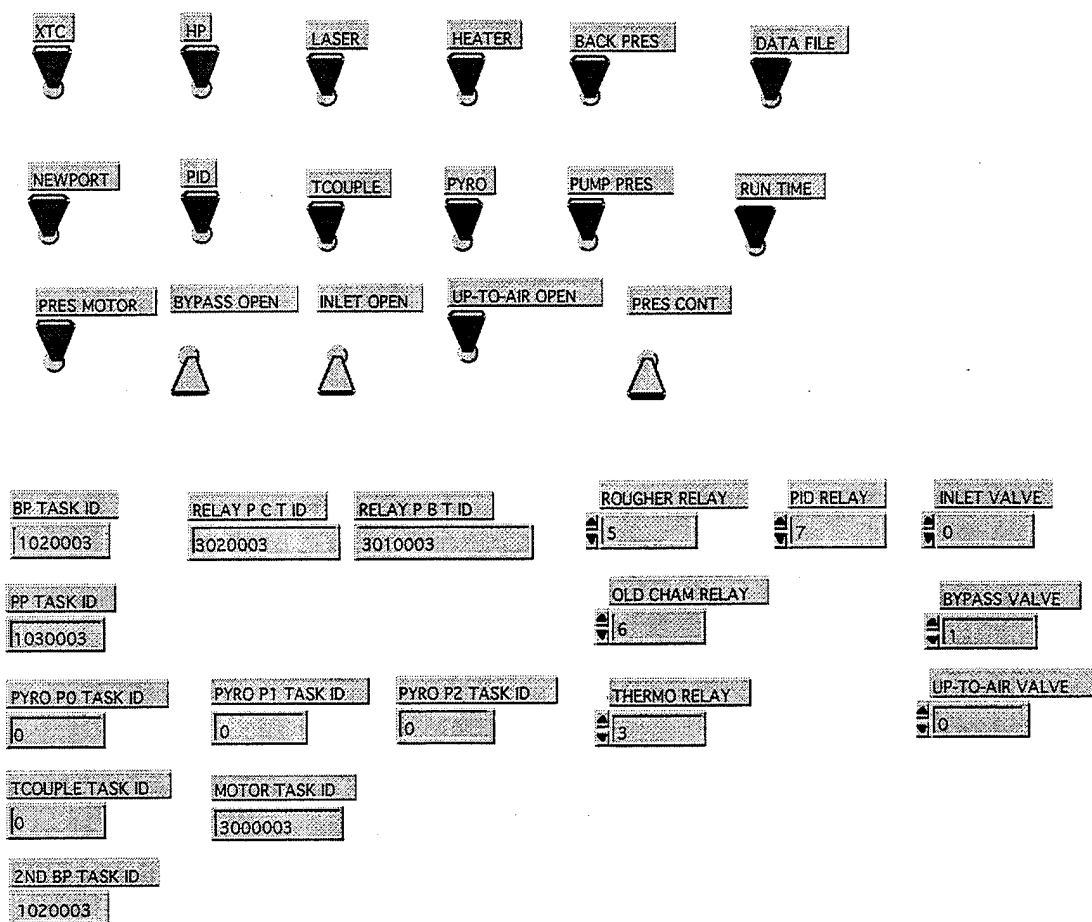 XTC
HP
LASER
HEATER
BACK PRES
DATA FILE
NEWPORT
PID
TCOUPLE
PYRO
PUMP PRES
RUN TIME
PRES MOTOR
BYPASS OPEN
INLET OPEN
UP-TO-AIR OPEN
PRES CONT
BP TASK ID
1020003
RELAY P C T ID
3020003
RELAY P B T ID
3010003
ROUGHER RELAY
5
PID RELAY
7
INLET VALVE
0
PP TASK ID
1030003
OLD CHAM RELAY
6
BYPASS VALVE
1
PYRO P0 TASK ID
0
PYRO P1 TASK ID
0
PYRO P2 TASK ID
0
THERMO RELAY
3
UP-TO-AIR VALVE
0
TCOUPLE TASK ID
0
MOTOR TASK ID
3000003
2ND BP TASK ID
1020003